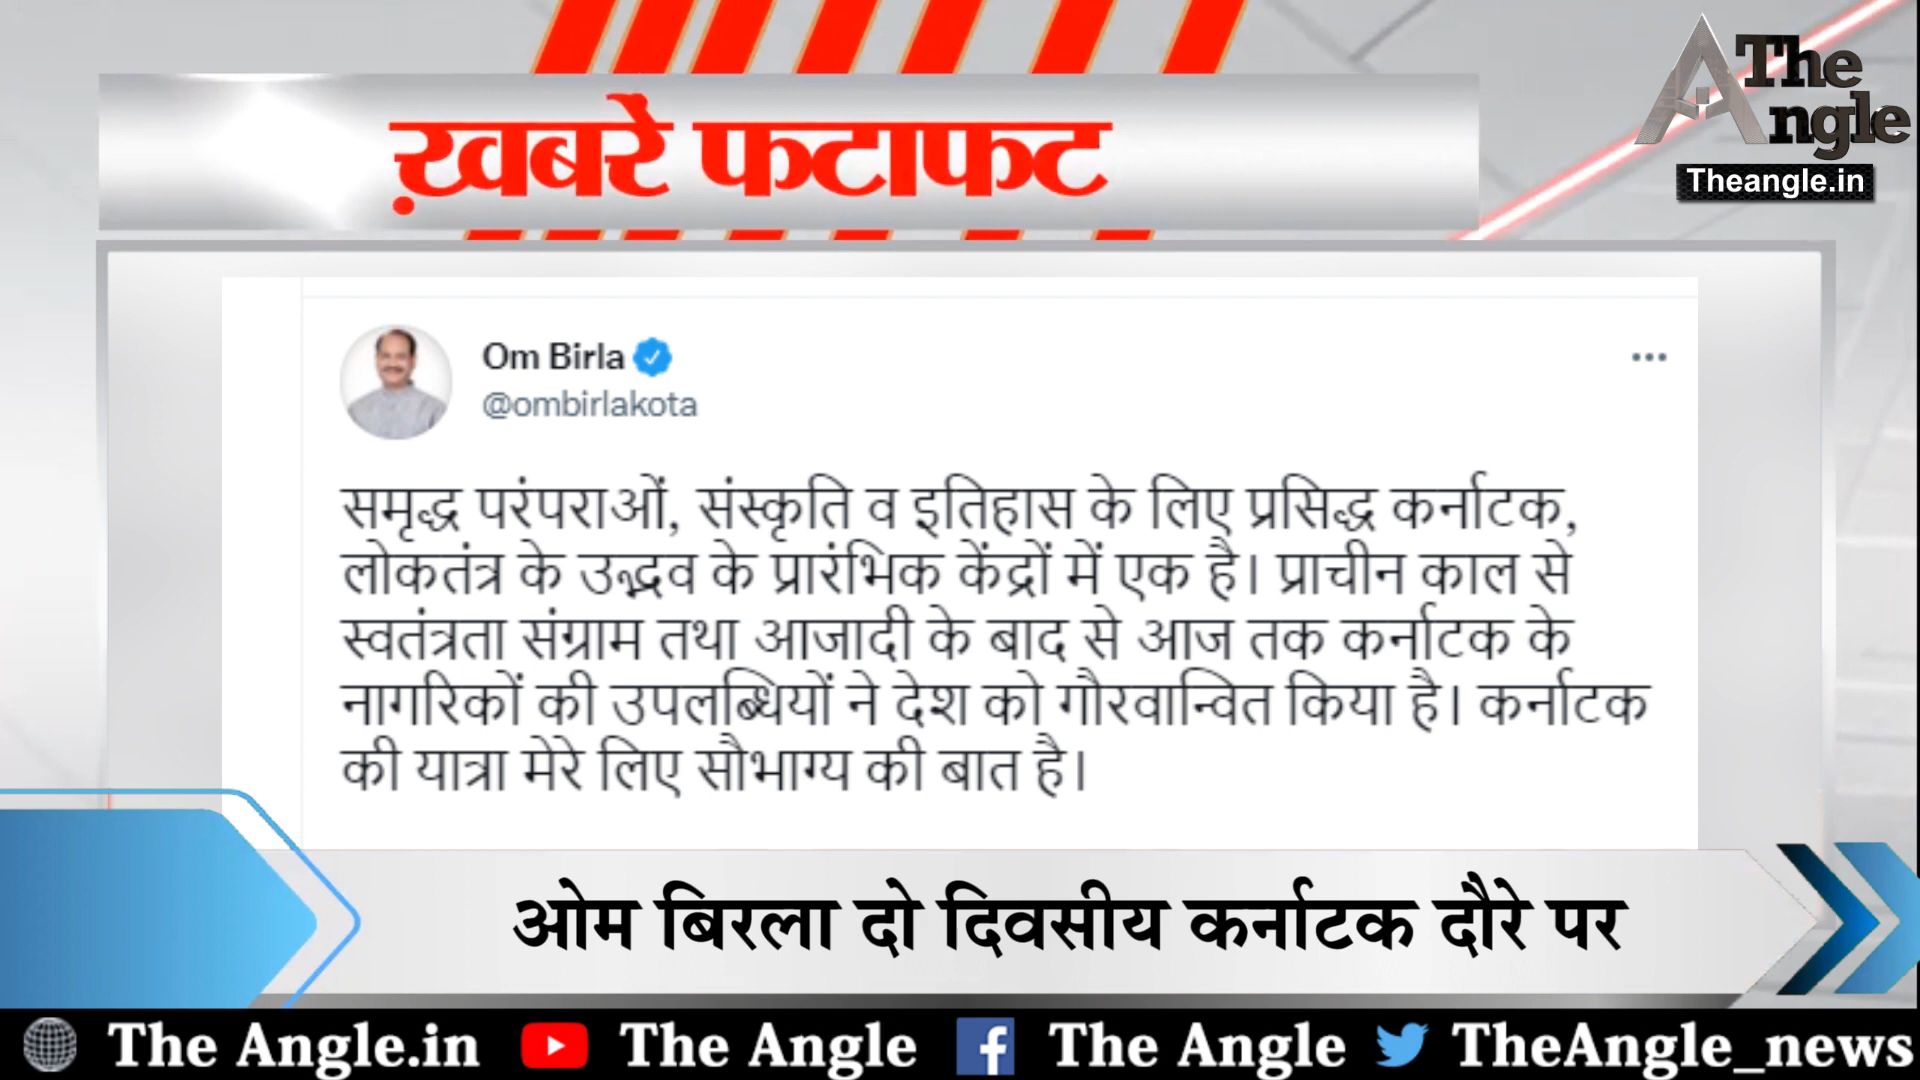 ख़बरें फटाफट
The
Angle
Theangle.in
Om Birla
@ombirlakota
समृद्ध परंपराओं, संस्कृति व इतिहास के लिए प्रसिद्ध कर्नाटक,
लोकतंत्र के उद्भव के प्रारंभिक केंद्रों में एक है। प्राचीन काल से
स्वतंत्रता संग्राम तथा आजादी के बाद से आज तक कर्नाटक के
नागरिकों की उपलब्धियों ने देश को गौरवान्वित किया है। कर्नाटक
की यात्रा मेरे लिए सौभाग्य की बात है।
ओम बिरला दो दिवसीय कर्नाटक दौरे पर
The Angle.in The Angle The Angle TheAngle_news